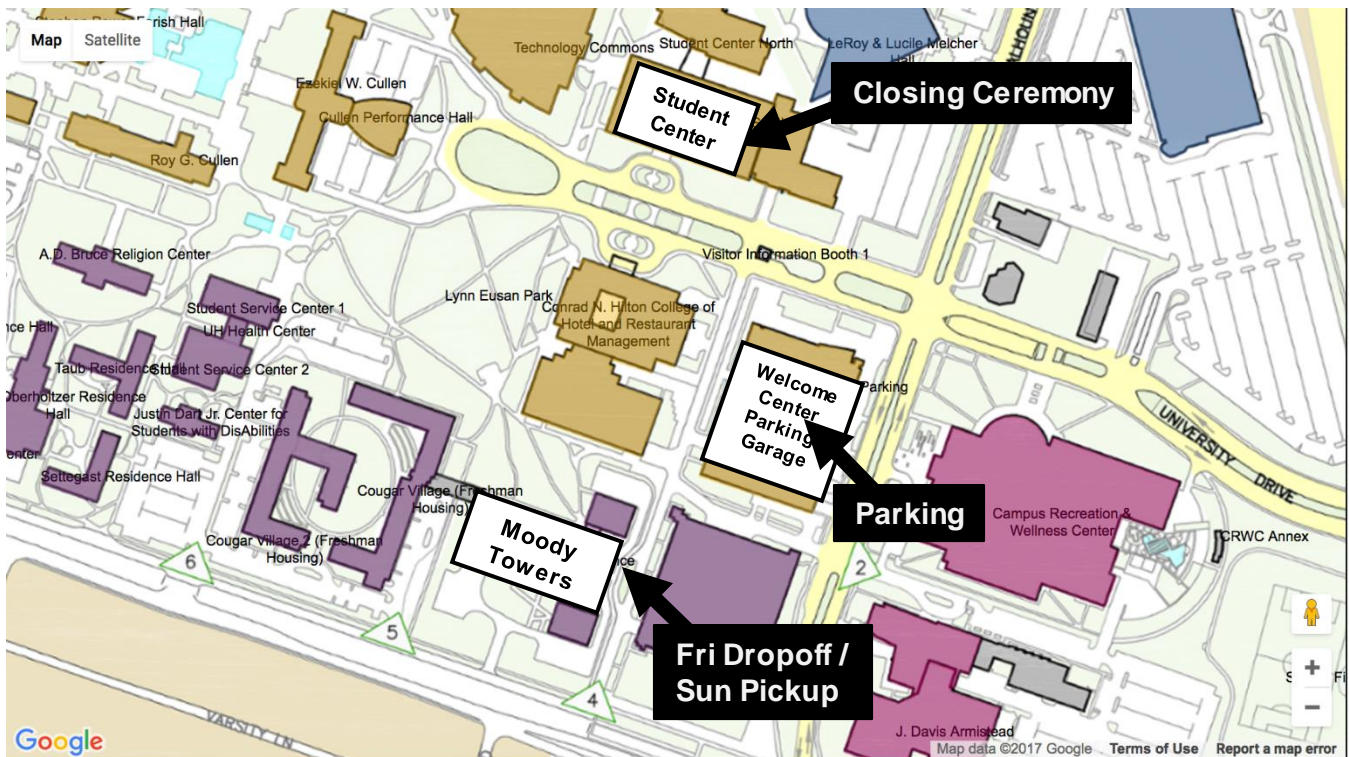 Farish Hall
Map
Satellite
Technology Commons
Student Center North
LeRoy & Lucile Melcher
Hall
Ezekiel W. Cullen
Cullen Performance Hall
Student
Center
Closing Ceremony
Roy G. Cullen
A.D. Bruce Religion Center
Visitor Information Booth 1
Lynn Eusan Park
Conrad N. Hilton College of
Hotel and Restaurant
Management
Student Service Center 1
UH Health Center
Student Service Center 2
Taub Residence Hall
Oberholtzer Residence
Hall
Justin Dart Jr. Center for
Students with DisAbilities
Settegast Residence Hall
Welcome
Center
Parking
Garage
Parking
Parking
UNIVERSITY
DRIVE
Cougar Village (Freshman
Housing)
Cougar Village 2 (Freshman
Housing)
Moody
Towers
Campus Recreation &
Wellness Center
CRWC Annex
6
5
4
2
Fri Dropoff /
Sun Pickup
J. Davis Armistead
VARSITY LN
+
−
Google
Map data ©2017 Google
Terms of Use
Report a map error